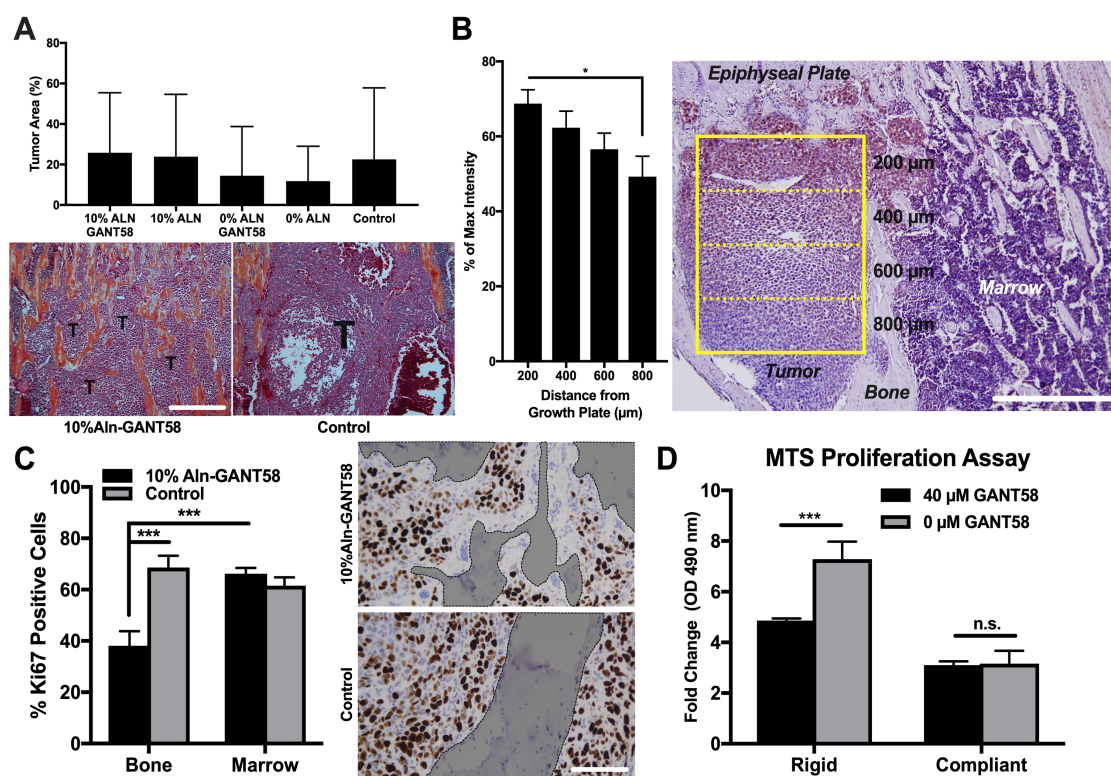 A
80
60
40
20
0
Tumor Area (%)
10% ALN
GANT58
10% ALN
0% ALN
GANT58
0% ALN
Control
T
T
T
T
T
10%Aln-GANT58
Control
B
80
60
40
20
0
% of Max Intensity
*
200
400
600
800
Distance from
Growth Plate (µm)
Epiphyseal Plate
200 µm
400 µm
600 µm
Marrow
800 µm
Tumor
Bone
C
10% Aln-GANT58
Control
100
80
60
40
20
0
% Ki67 Positive Cells
***
***
Bone
Marrow
10%Aln-GANT58
Control
D
MTS Proliferation Assay
40 µM GANT58
0 µM GANT58
10
8
6
4
2
0
Fold Change (OD 490 nm)
***
n.s.
Rigid
Compliant